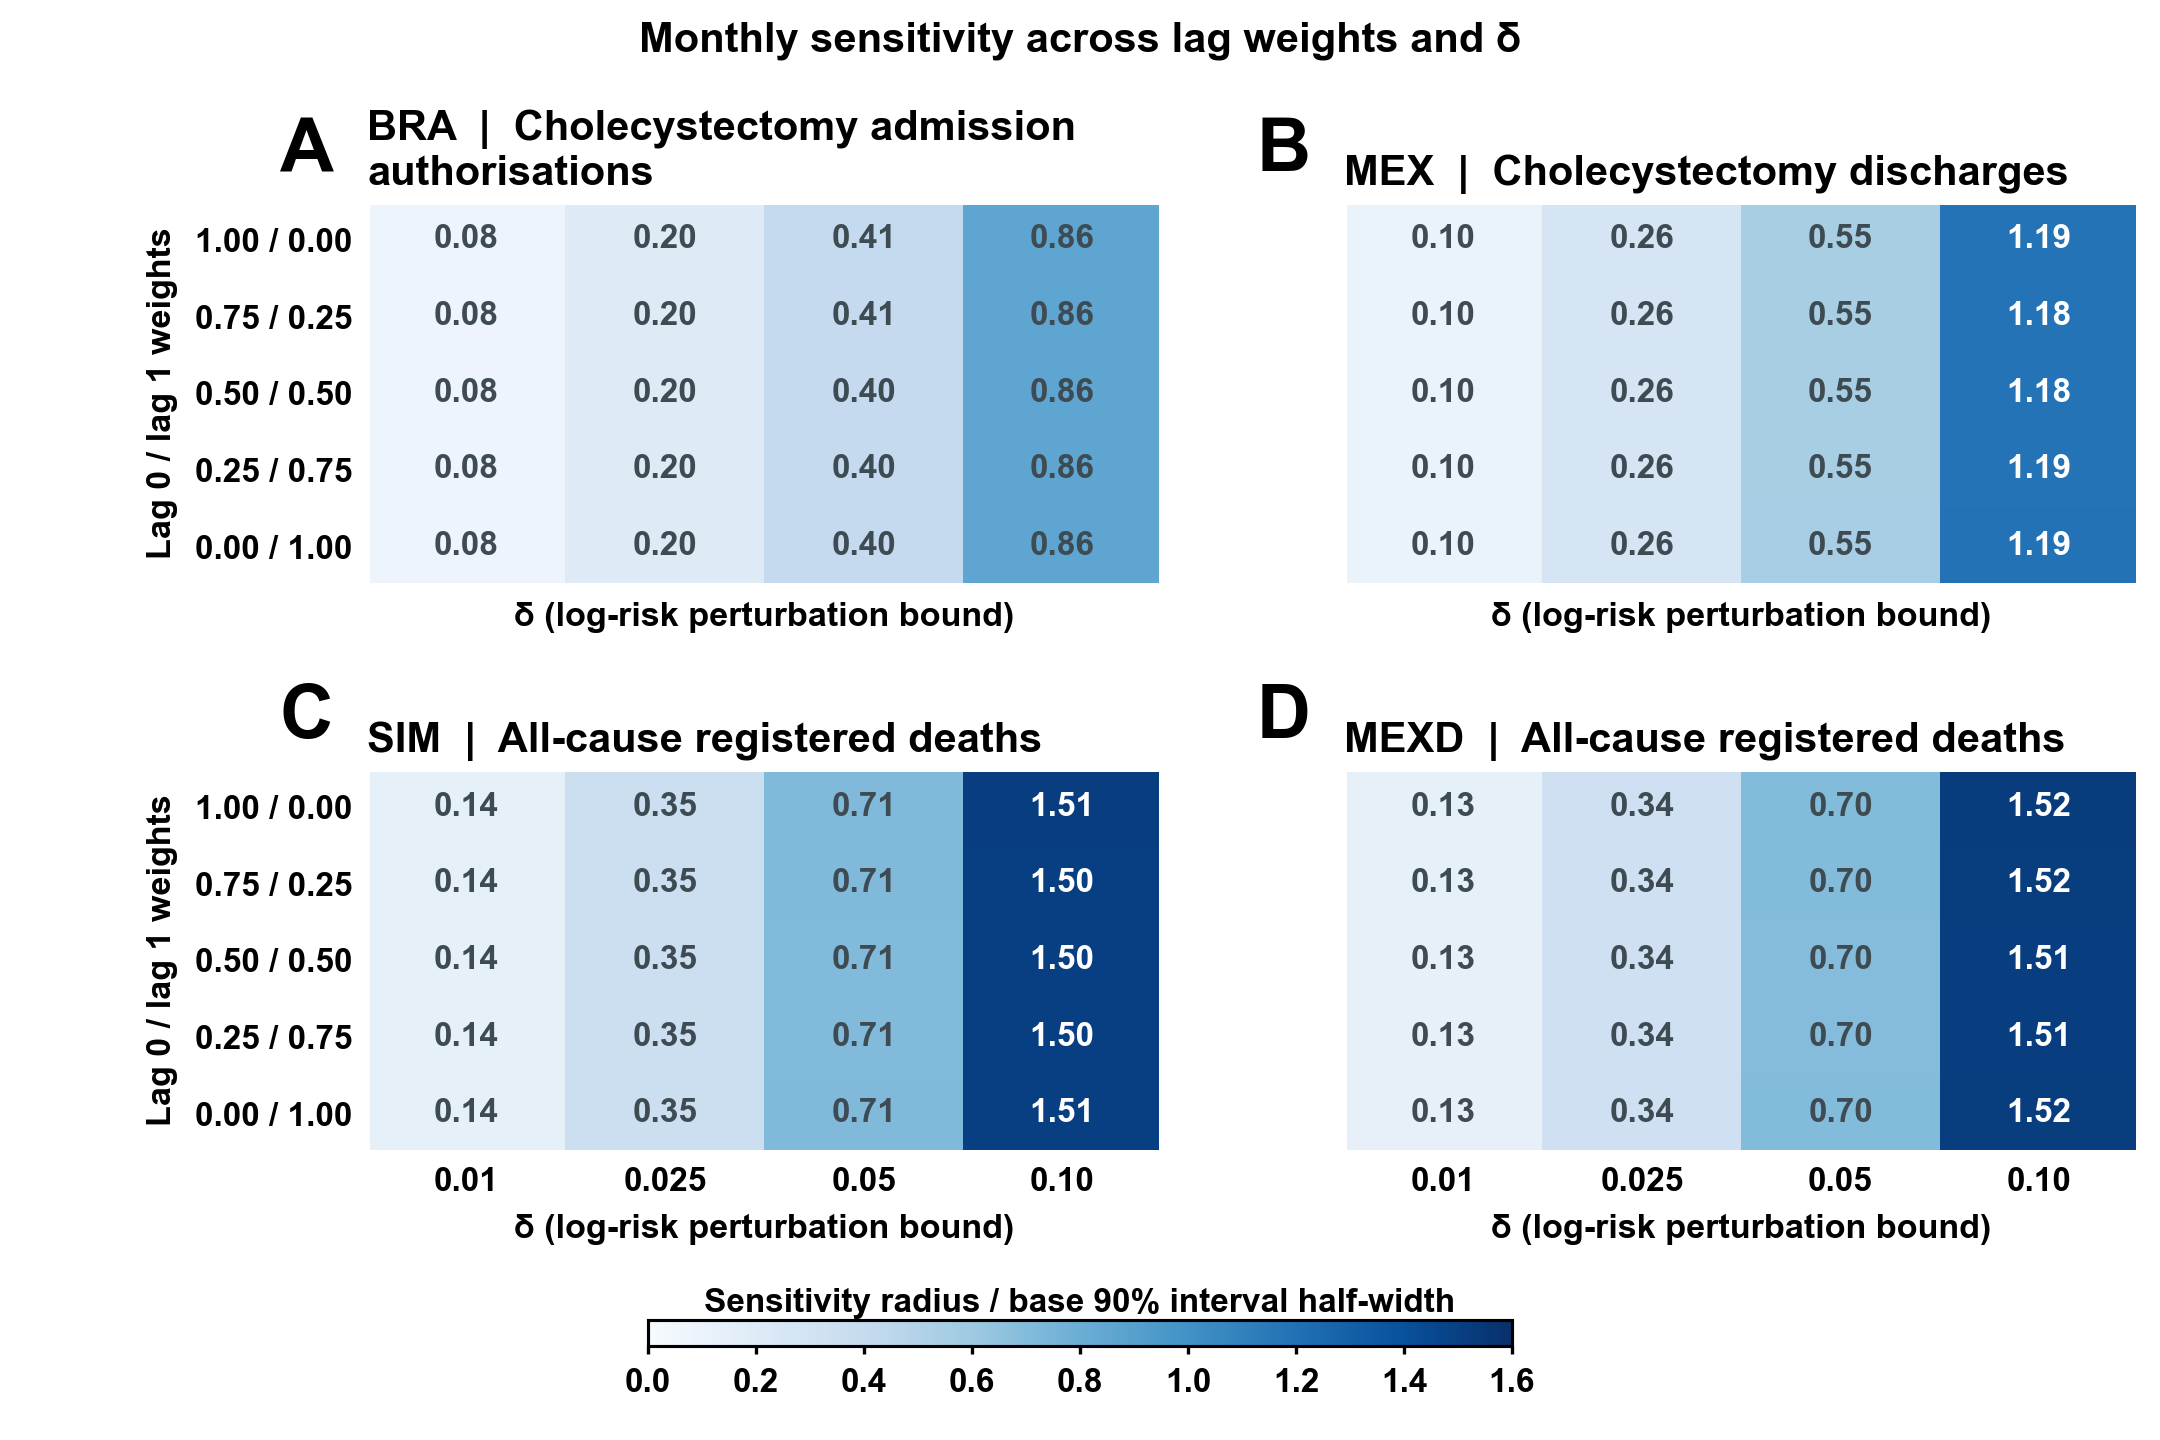 Monthly sensitivity across lag weights and δ
A
BRA | Cholecystectomy admission
authorisations
Lag 0 / lag 1 weights
1.00 / 0.00 0.08 0.20 0.41 0.86
0.75 / 0.25 0.08 0.20 0.41 0.86
0.50 / 0.50 0.08 0.20 0.40 0.86
0.25 / 0.75 0.08 0.20 0.40 0.86
0.00 / 1.00 0.08 0.20 0.40 0.86
δ (log-risk perturbation bound)
B
MEX | Cholecystectomy discharges
0.10 0.26 0.55 1.19
0.10 0.26 0.55 1.18
0.10 0.26 0.55 1.18
0.10 0.26 0.55 1.19
0.10 0.26 0.55 1.19
δ (log-risk perturbation bound)
C
SIM | All-cause registered deaths
Lag 0 / lag 1 weights
1.00 / 0.00 0.14 0.35 0.71 1.51
0.75 / 0.25 0.14 0.35 0.71 1.50
0.50 / 0.50 0.14 0.35 0.71 1.50
0.25 / 0.75 0.14 0.35 0.71 1.50
0.00 / 1.00 0.14 0.35 0.71 1.51
0.01 0.025 0.05 0.10
δ (log-risk perturbation bound)
D
MEXD | All-cause registered deaths
0.13 0.34 0.70 1.52
0.13 0.34 0.70 1.52
0.13 0.34 0.70 1.51
0.13 0.34 0.70 1.51
0.13 0.34 0.70 1.52
0.01 0.025 0.05 0.10
δ (log-risk perturbation bound)
Sensitivity radius / base 90% interval half-width
0.0 0.2 0.4 0.6 0.8 1.0 1.2 1.4 1.6